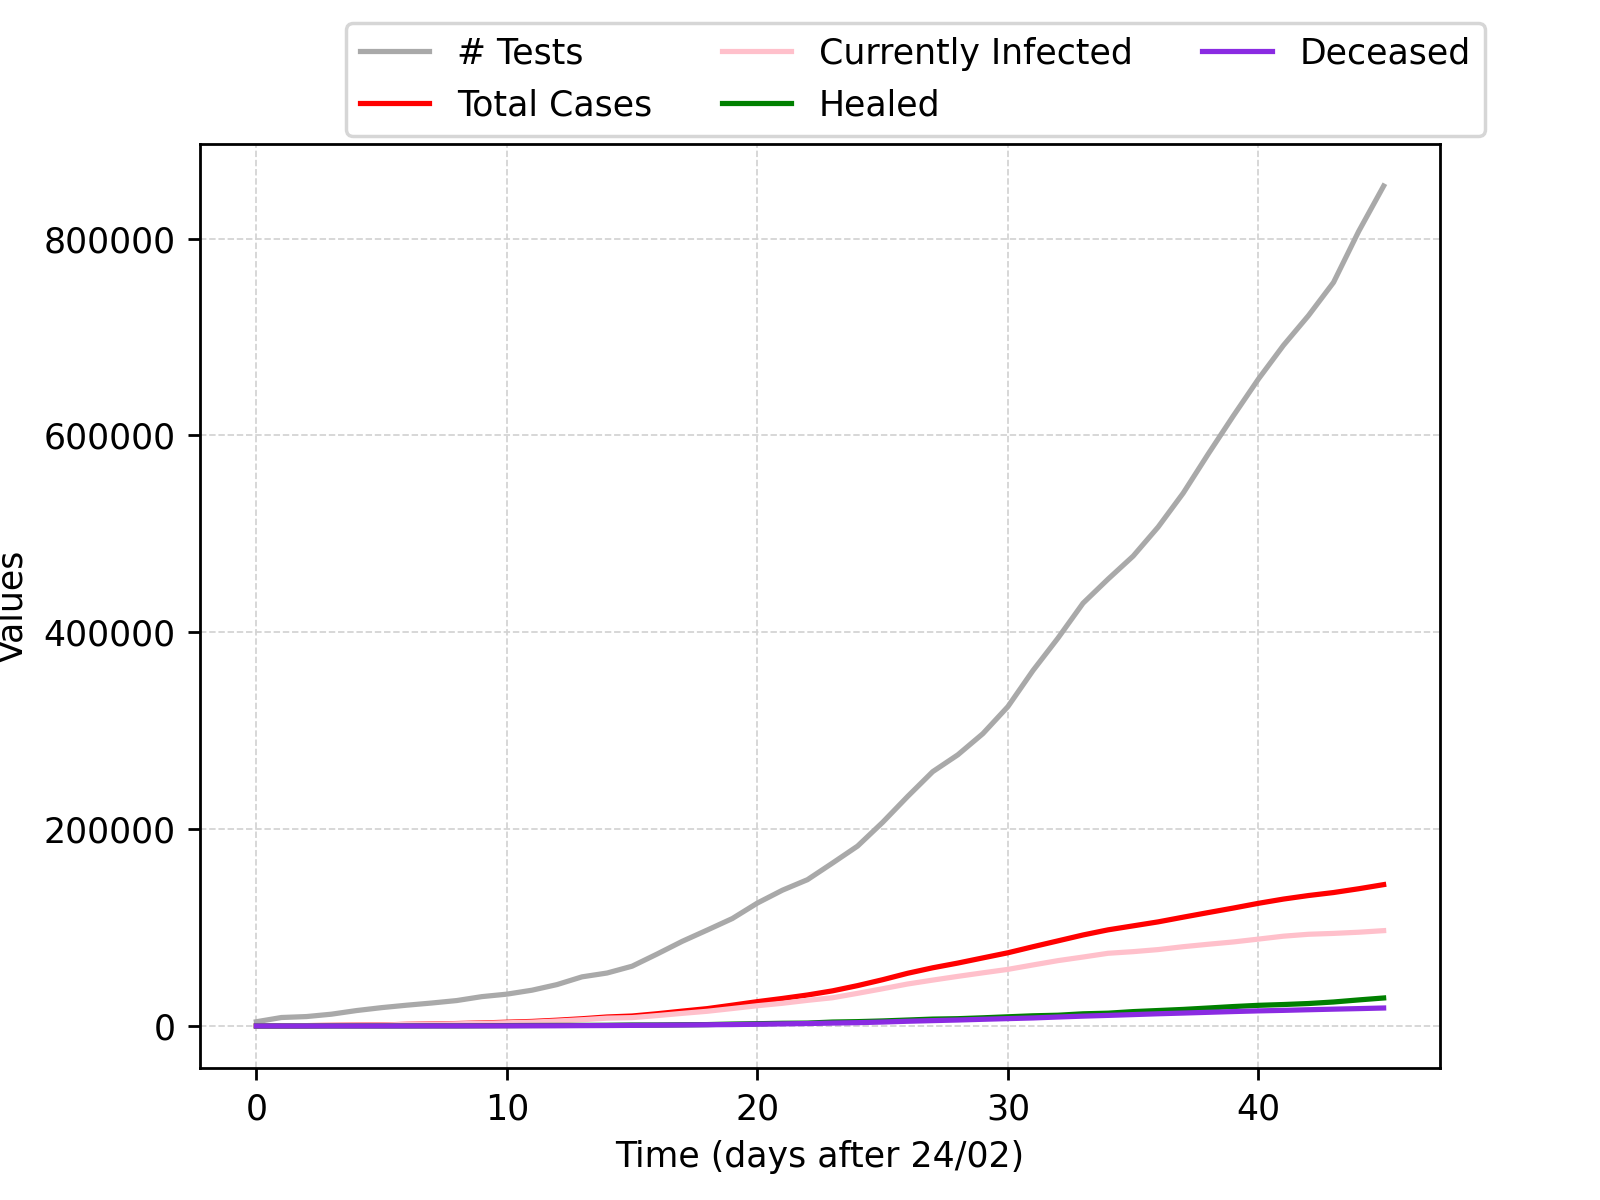 # Tests
Total Cases
Currently Infected
Healed
Deceased
800000
600000
400000
200000
0
Values
0 10 20 30 40
Time (days after 24/02)